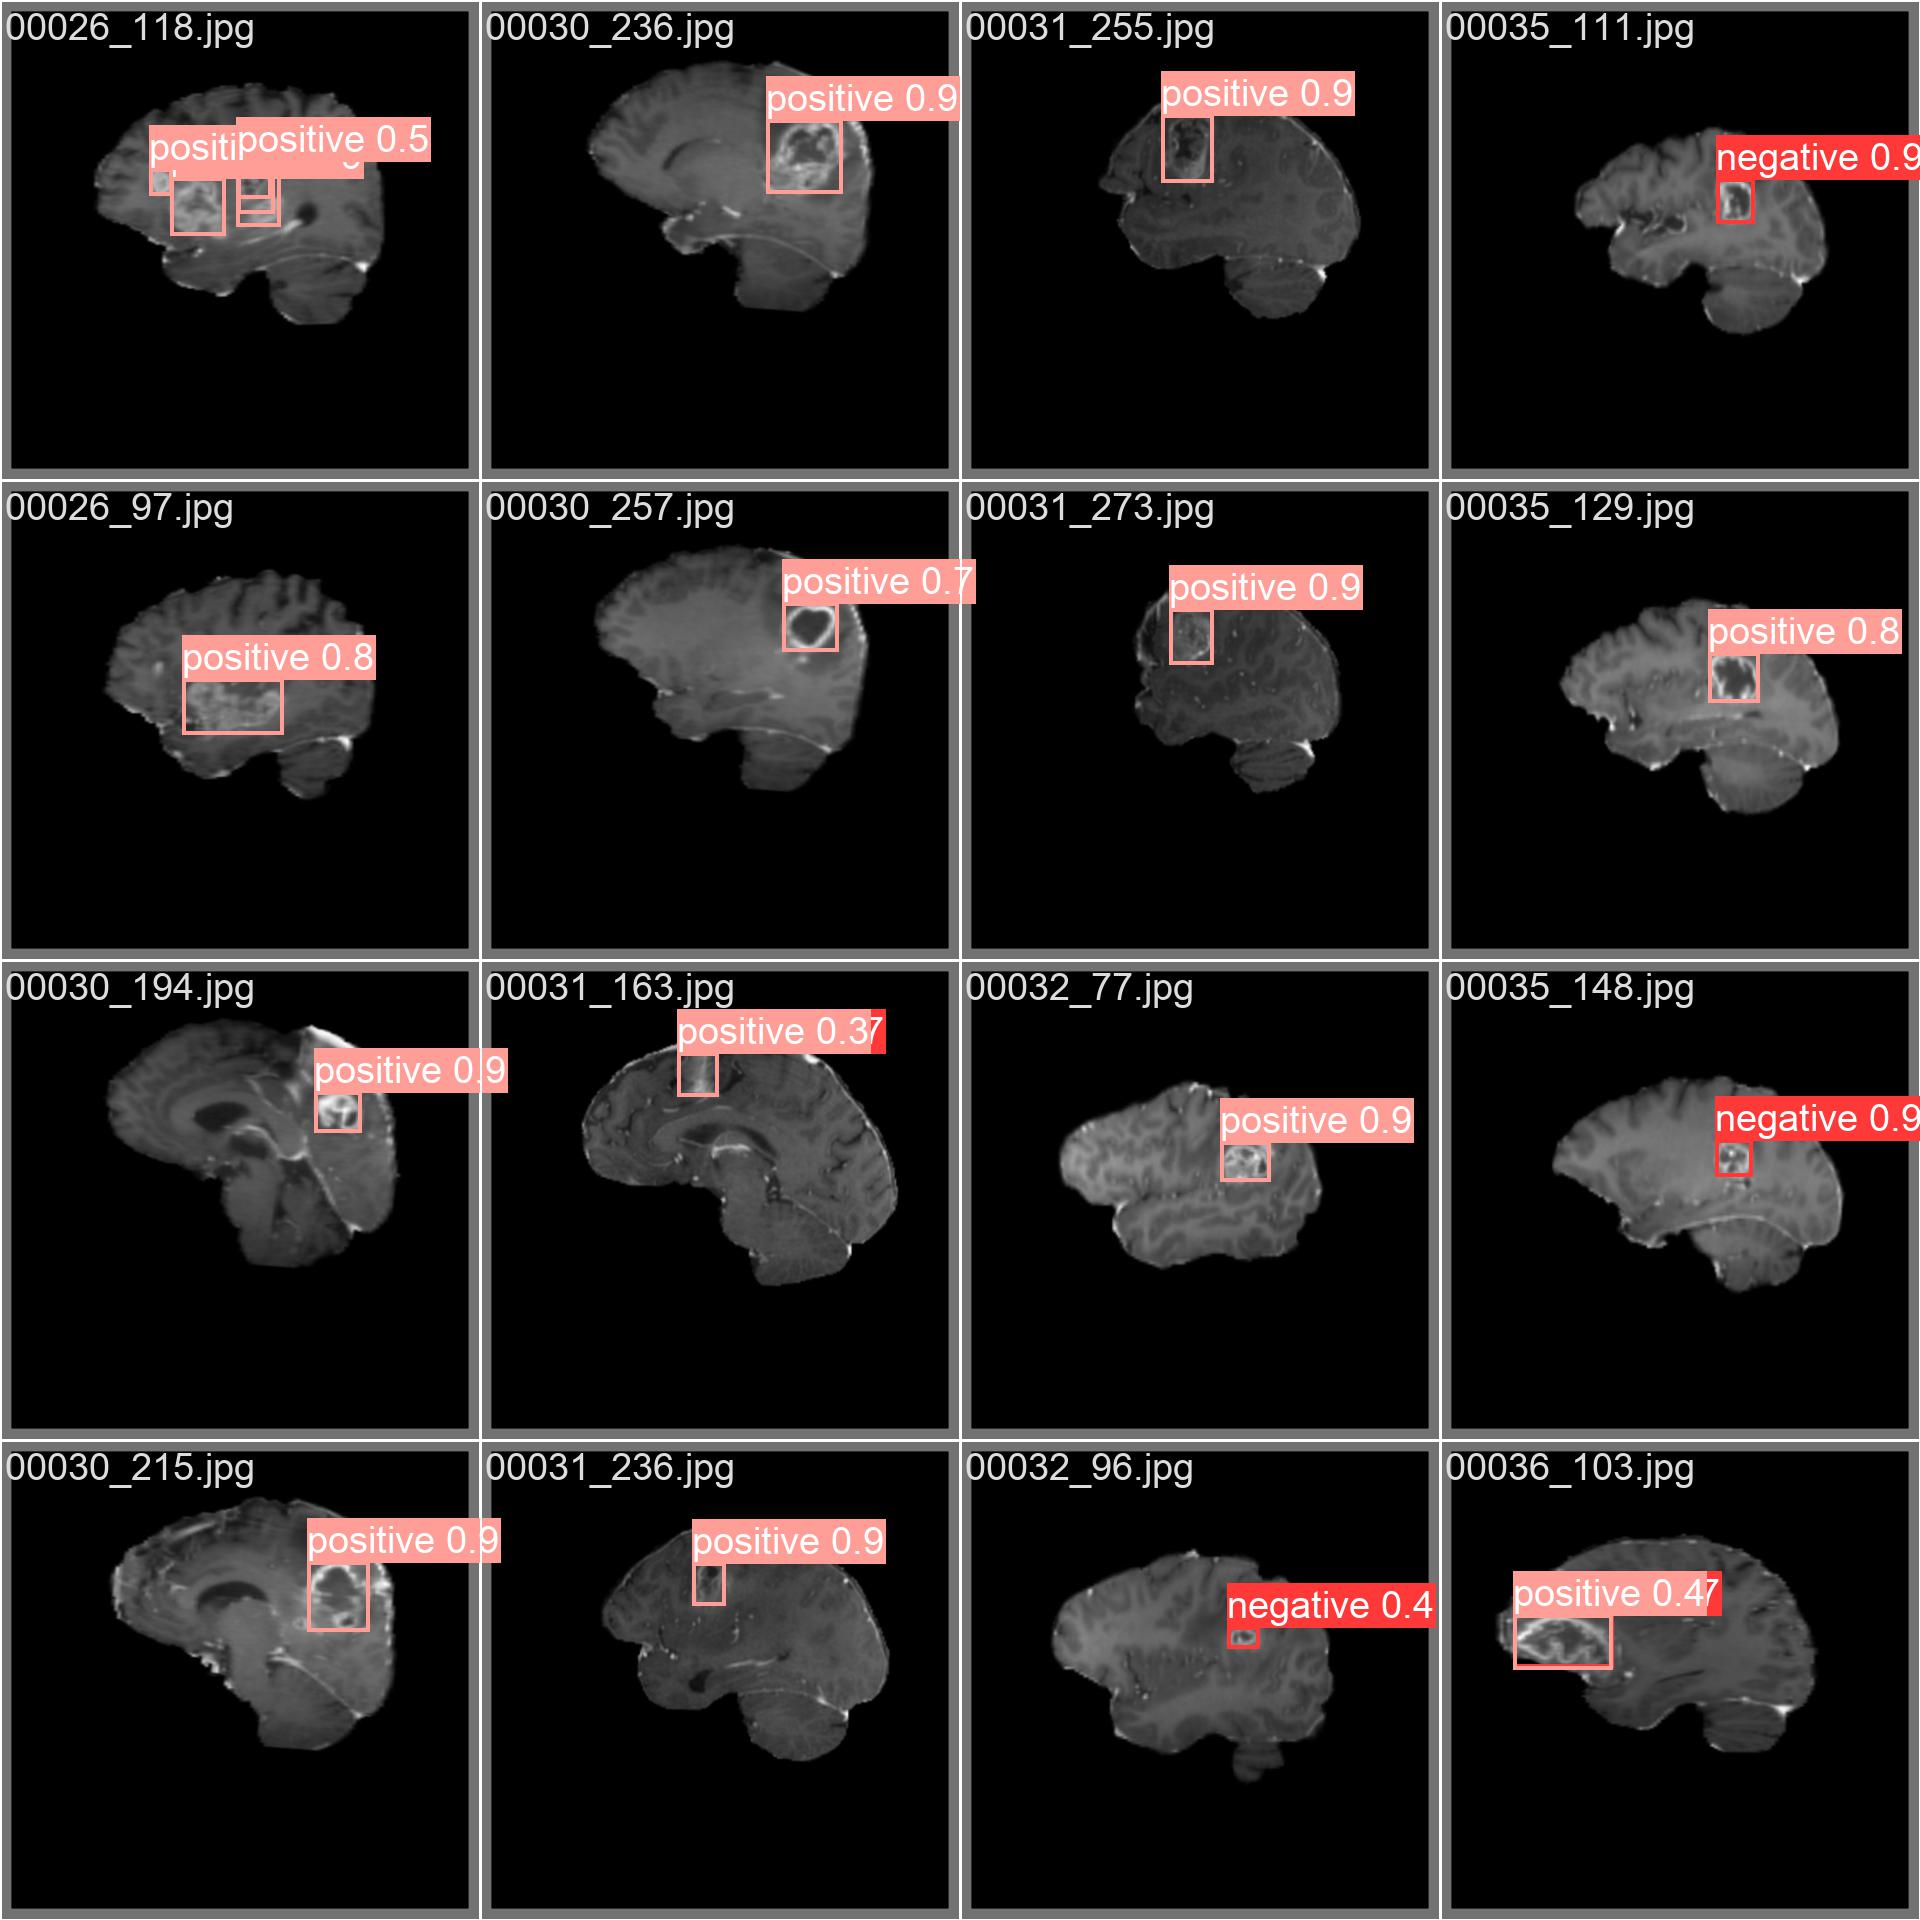 00026_118.jpg
positi
positive 0.5
00030_236.jpg
positive 0.9
00031_255.jpg
positive 0.9
00035_111.jpg
negative 0.9
00026_97.jpg
positive 0.8
00030_257.jpg
positive 0.7
00031_273.jpg
positive 0.9
00035_129.jpg
positive 0.8
00030_194.jpg
positive 0.9
00031_163.jpg
positive 0.37
00032_77.jpg
positive 0.9
00035_148.jpg
negative 0.9
00030_215.jpg
positive 0.9
00031_236.jpg
positive 0.9
00032_96.jpg
negative 0.4
00036_103.jpg
positive 0.47